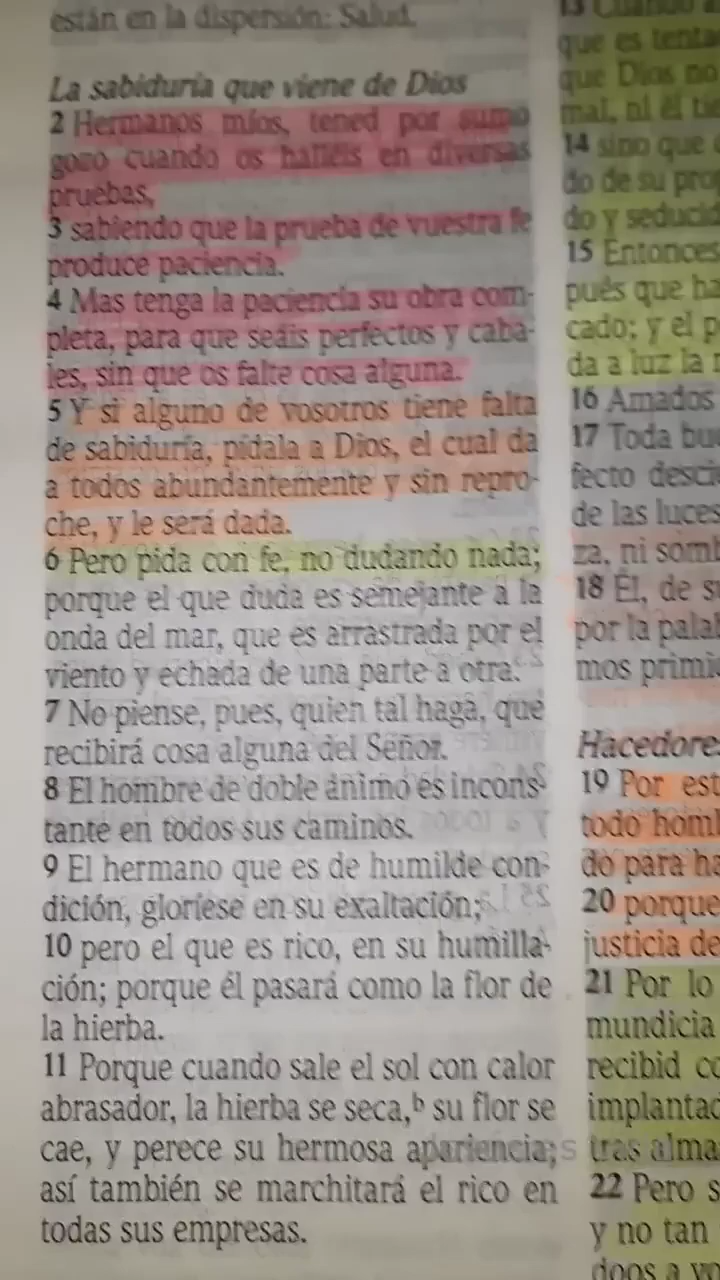 están en la dispersión: Salud.
La sabiduría que viene de Dios
2 Hermanos míos, tened por sumo
gozo cuando os halléis en diversas
pruebas,
3 sabiendo que la prueba de vuestra fe
produce paciencia.
4 Mas tenga la paciencia su obra com-
pleta, para que seáis perfectos y caba-
les, sin que os falte cosa alguna.
5 Y si alguno de vosotros tiene falta
de sabiduría, pídala a Dios, el cual da
a todos abundantemente y sin repro-
che, y le será dada.
6 Pero pida con fe, no dudando nada;
porque el que duda es semejante a la
onda del mar, que es arrastrada por el
viento y echada de una parte a otra.
7 No piense, pues, quien tal haga, que
recibirá cosa alguna del Señor.
8 El hombre de doble ánimo es incons-
tante en todos sus caminos.
9 El hermano que es de humilde con-
dición, gloríese en su exaltación;
10 pero el que es rico, en su humilla-
ción; porque él pasará como la flor de
la hierba.
11 Porque cuando sale el sol con calor
abrasador, la hierba se seca,ᵇ su flor se
cae, y perece su hermosa apariencia;
así también se marchitará el rico en
todas sus empresas.
13 Cuando a
que es tenta
que Dios no
mal, ni él ti
14 sino que
do de su pro
do y seducid
15 Entonces
pués que ha
cado; y el p
da a luz la
16 Amados
17 Toda bu
fecto desci
de las luces
za, ni somb
18 Él, de s
por la palab
mos primi
Hacedore
19 Por est
todo homb
do para ha
20 porque
justicia de
21 Por lo
mundicia
recibid co
implantad
tras alma
22 Pero s
y no tan
doos a vo